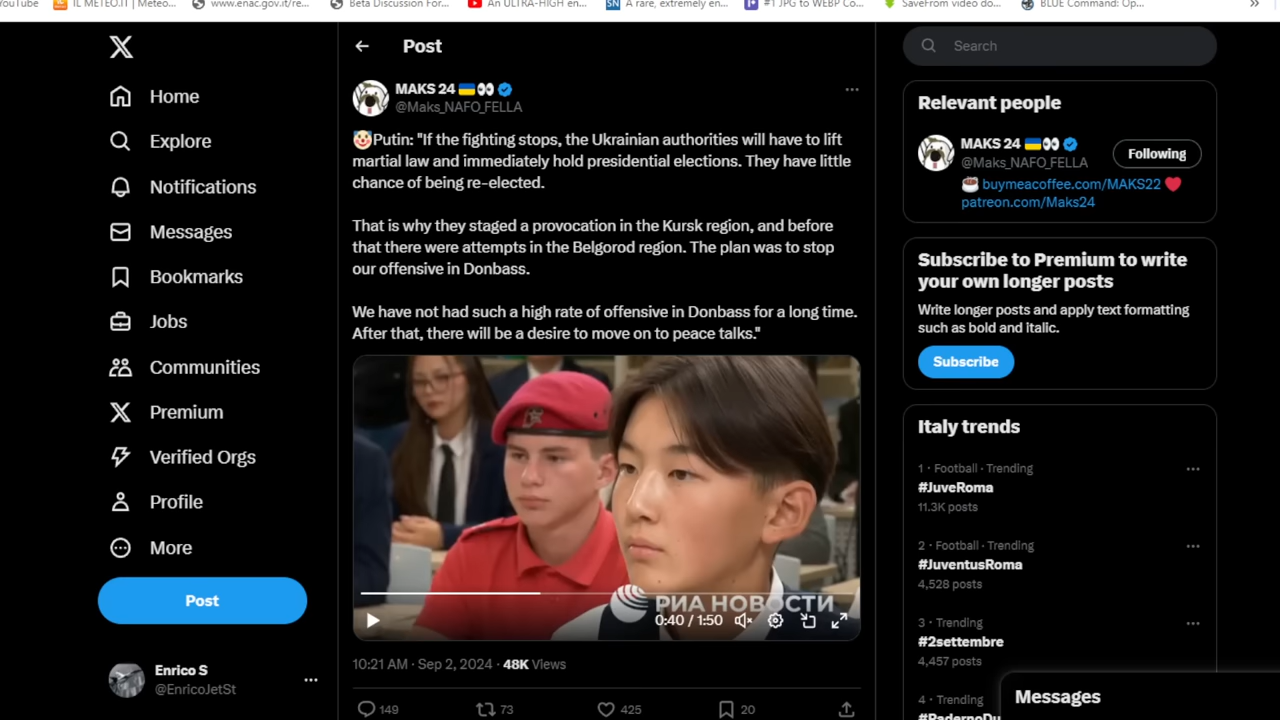 YouTube
IL METEO.IT | Meteo...
www.enac.gov.it/re...
Beta Discussion For...
An ULTRA-HIGH en...
SN A rare, extremely en...
#1 JPG to WEBP Co...
SaveFrom video do...
BLUE Command: Op...
»
Home
Explore
Notifications
Messages
Bookmarks
Jobs
Communities
Premium
Verified Orgs
Profile
More
Post
Enrico S
@EnricoJetSt
Post
MAKS 24 🇺🇦👀
@Maks_NAFO_FELLA
🤡Putin: "If the fighting stops, the Ukrainian authorities will have to lift
martial law and immediately hold presidential elections. They have little
chance of being re-elected.
That is why they staged a provocation in the Kursk region, and before
that there were attempts in the Belgorod region. The plan was to stop
our offensive in Donbass.
We have not had such a high rate of offensive in Donbass for a long time.
After that, there will be a desire to move on to peace talks."
РИА НОВОСТИ
0:40 / 1:50
10:21 AM · Sep 2, 2024 · 48K Views
149
73
425
20
Search
Relevant people
MAKS 24 🇺🇦👀
@Maks_NAFO_FELLA
Following
☕ buymeacoffee.com/MAKS22 ❤️
patreon.com/Maks24
Subscribe to Premium to write
your own longer posts
Write longer posts and apply text formatting
such as bold and italic.
Subscribe
Italy trends
1 · Football · Trending
#JuveRoma
11.3K posts
2 · Football · Trending
#JuventusRoma
4,528 posts
3 · Trending
#2settembre
4,457 posts
4 · Trending
#PadernoDu
Messages